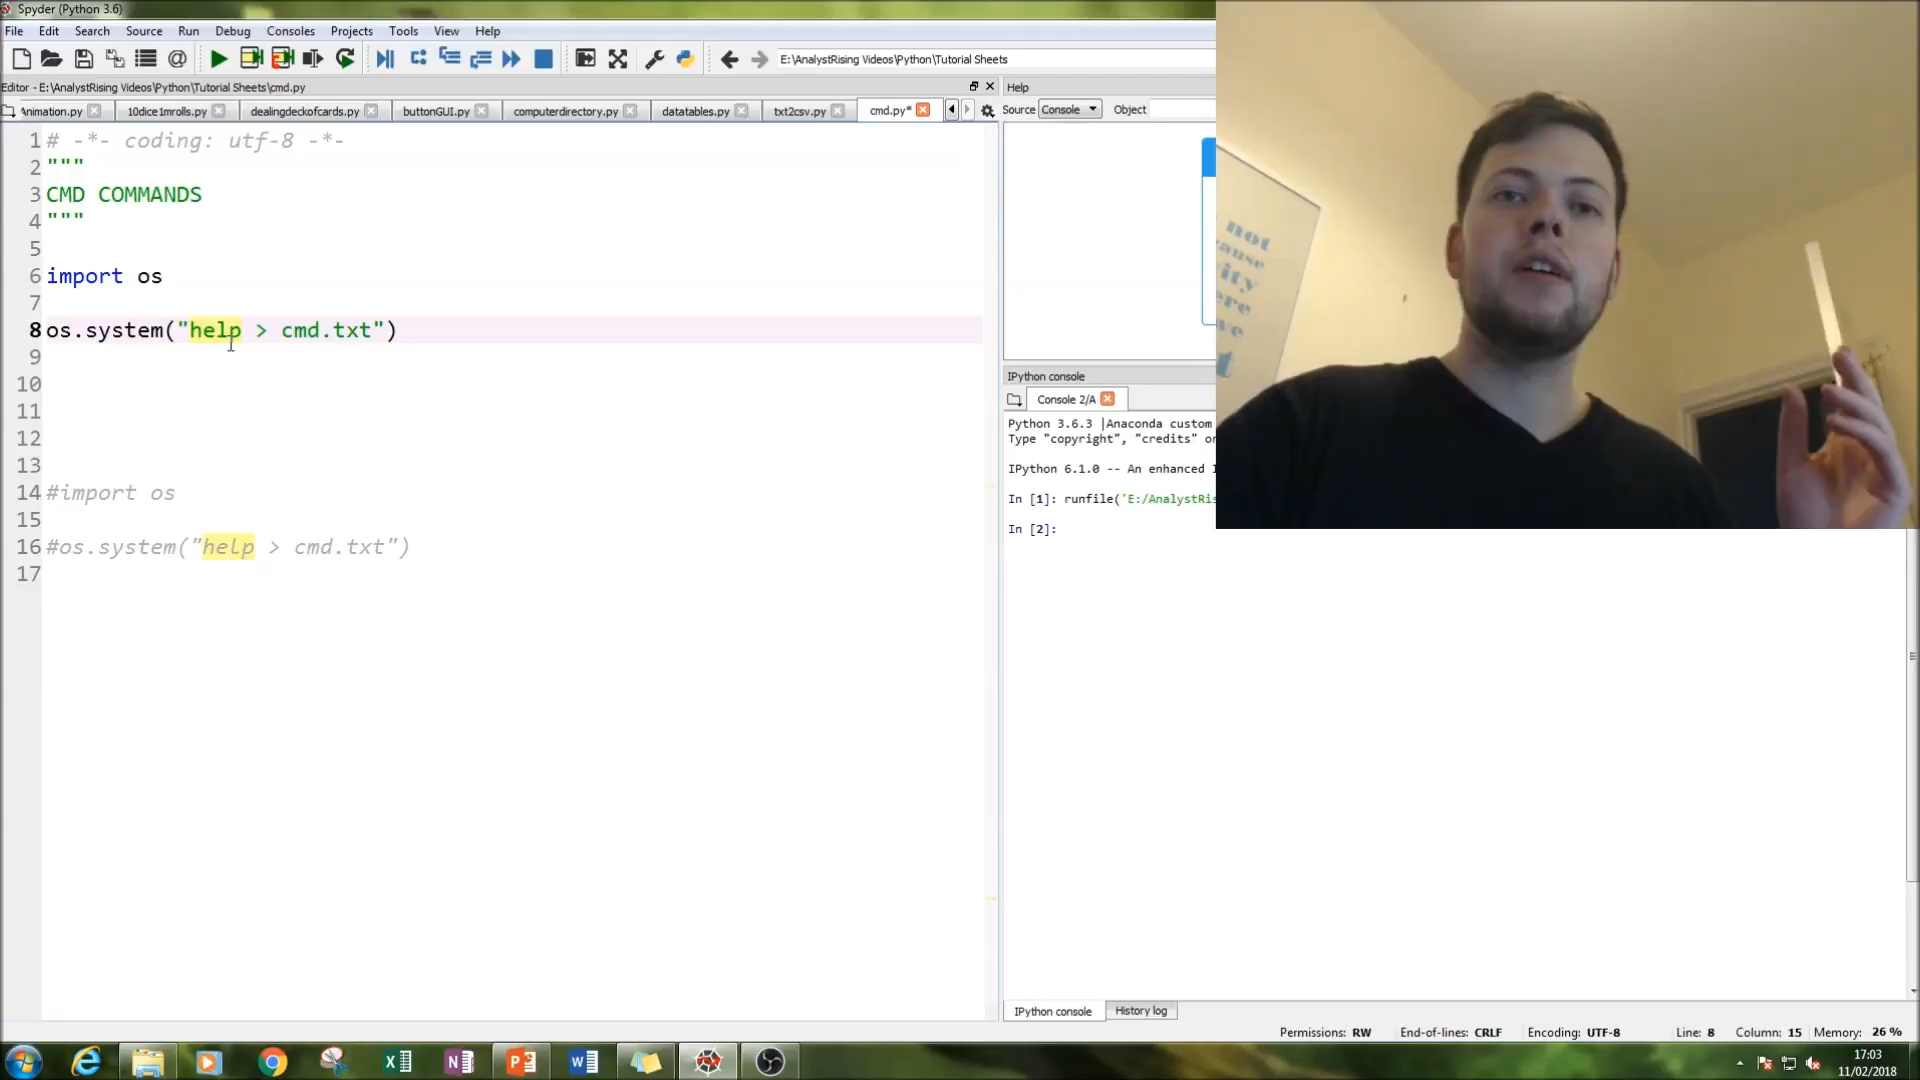 Spyder (Python 3.6)
File Edit Search Source Run Debug Consoles Projects Tools View Help
E:\AnalystRising Videos\Python\Tutorial Sheets
Editor - E:\AnalystRising Videos\Python\Tutorial Sheets\cmd.py
Animation.py 10dice1mrolls.py dealingdeckofcards.py buttonGUI.py computerdirectory.py datatables.py txt2csv.py cmd.py*
Help
Source Console Object
1 # -*- coding: utf-8 -*-
2 """
3 CMD COMMANDS
4 """
5
6 import os
7
8 os.system("help > cmd.txt")
9
10
11
12
13
14 #import os
15
16 #os.system("help > cmd.txt")
17
not
ause
ity
ere
ve
t
IPython console
Console 2/A
Python 3.6.3 |Anaconda custom
Type "copyright", "credits" or
IPython 6.1.0 -- An enhanced I
In [1]: runfile('E:/AnalystRis
In [2]:
IPython console History log
Permissions: RW End-of-lines: CRLF Encoding: UTF-8 Line: 8 Column: 15 Memory: 26 %
17:03
11/02/2018